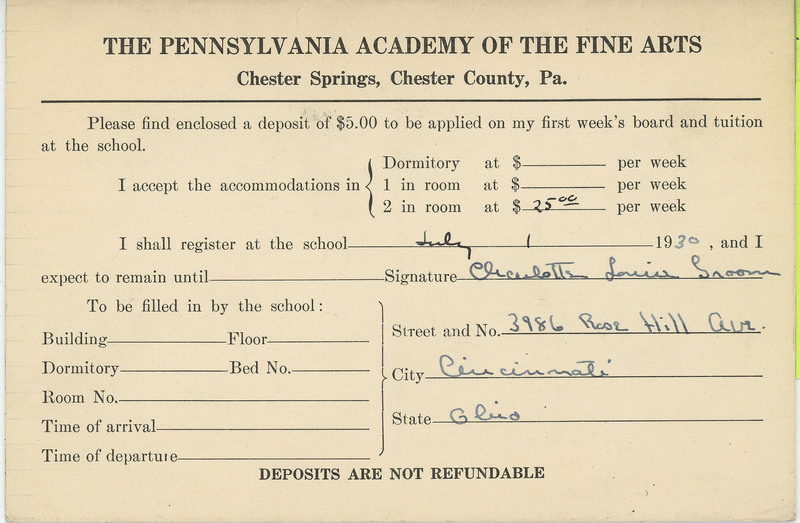 THE PENNSYLVANIA ACADEMY OF THE FINE ARTS
Chester Springs, Chester County, Pa.
Please find enclosed a deposit of $5.00 to be applied on my first week's board and tuition
at the school.
I accept the accommodations in
Dormitory at $ per week
1 in room at $ per week
2 in room at $ 25.00 per week
I shall register at the school July 1 1930, and I
expect to remain until Signature Charlotte Louise Groom
To be filled in by the school:
Building Floor
Dormitory Bed No.
Room No.
Time of arrival
Time of departure
Street and No. 3986 Rose Hill Ave.
City Cincinnati
State Ohio
DEPOSITS ARE NOT REFUNDABLE